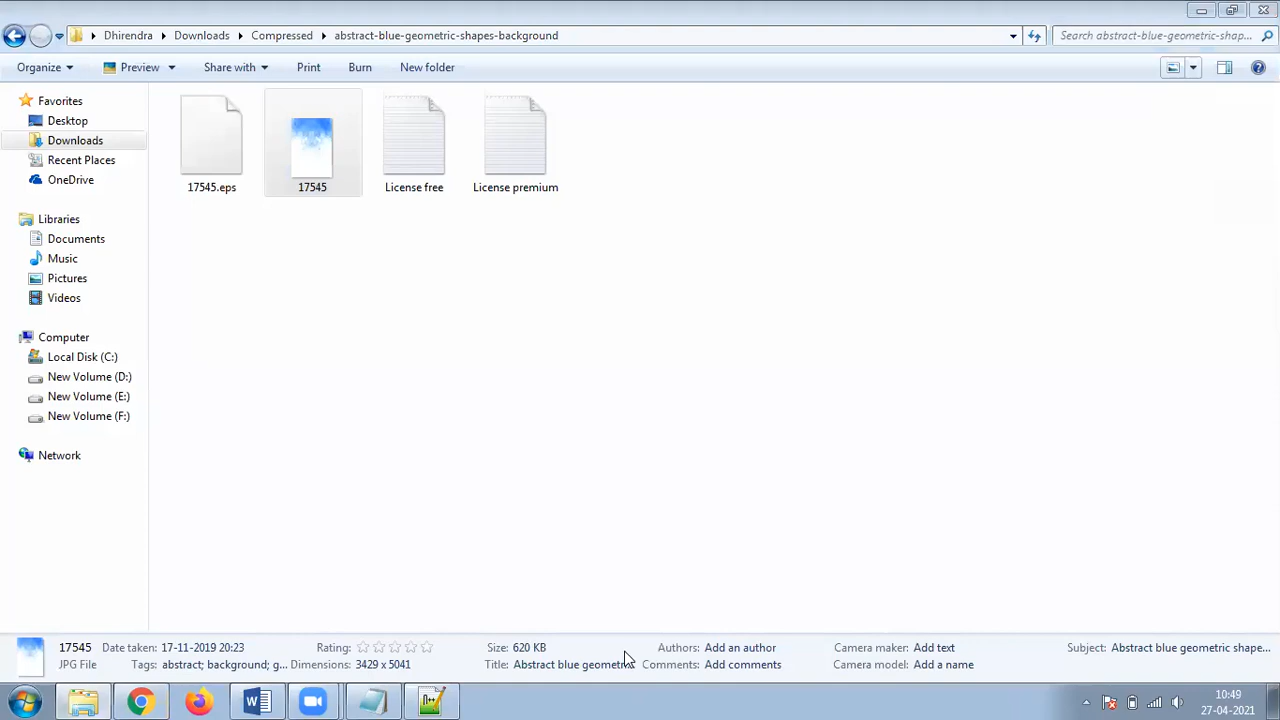 Dhirendra Downloads Compressed abstract-blue-geometric-shapes-background
Search abstract-blue-geometric-shap...
Organize Preview Share with Print Burn New folder
Favorites
Desktop
Downloads
Recent Places
OneDrive
Libraries
Documents
Music
Pictures
Videos
Computer
Local Disk (C:)
New Volume (D:)
New Volume (E:)
New Volume (F:)
Network
17545.eps
17545
License free
License premium
17545 Date taken: 17-11-2019 20:23 Rating: Size: 620 KB Authors: Add an author Camera maker: Add text Subject: Abstract blue geometric shape...
JPG File Tags: abstract; background; g... Dimensions: 3429 x 5041 Title: Abstract blue geometric Comments: Add comments Camera model: Add a name
W
n++
10:49
27-04-2021